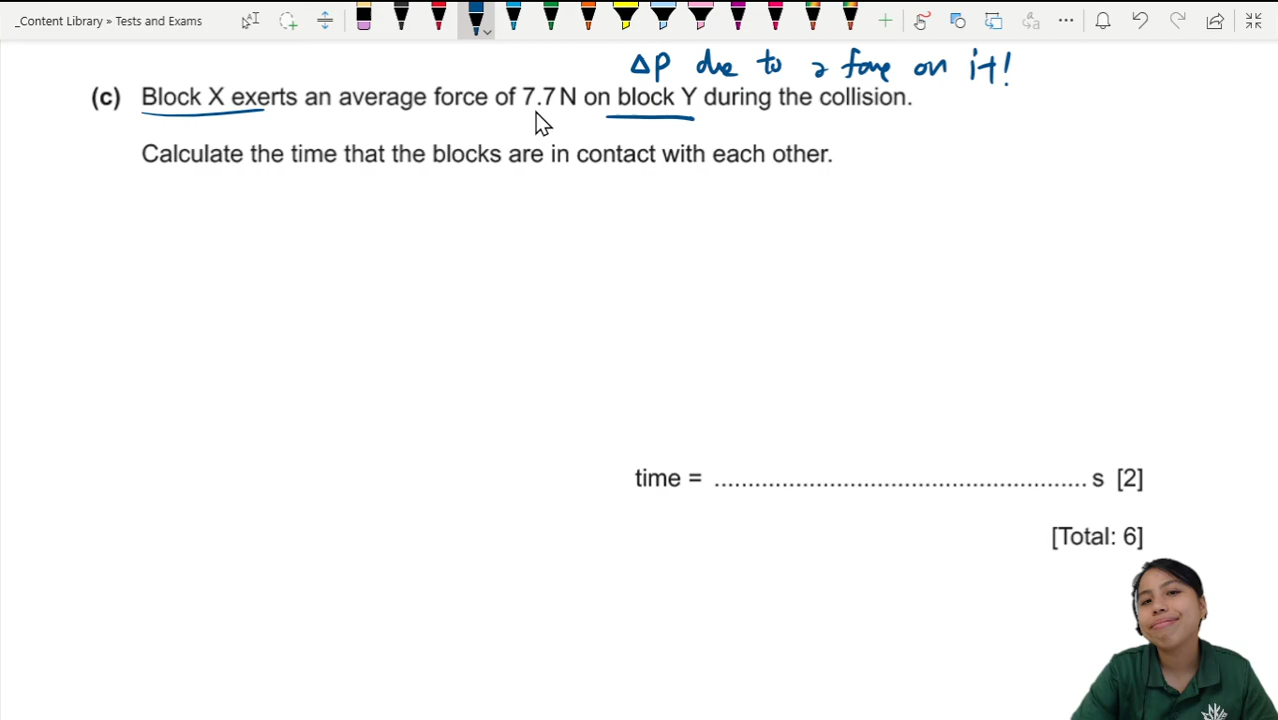 _Content Library » Tests and Exams
Δp due to a force on it!
(c) Block X exerts an average force of 7.7 N on block Y during the collision.
Calculate the time that the blocks are in contact with each other.
time = ........................................................ s [2]
[Total: 6]